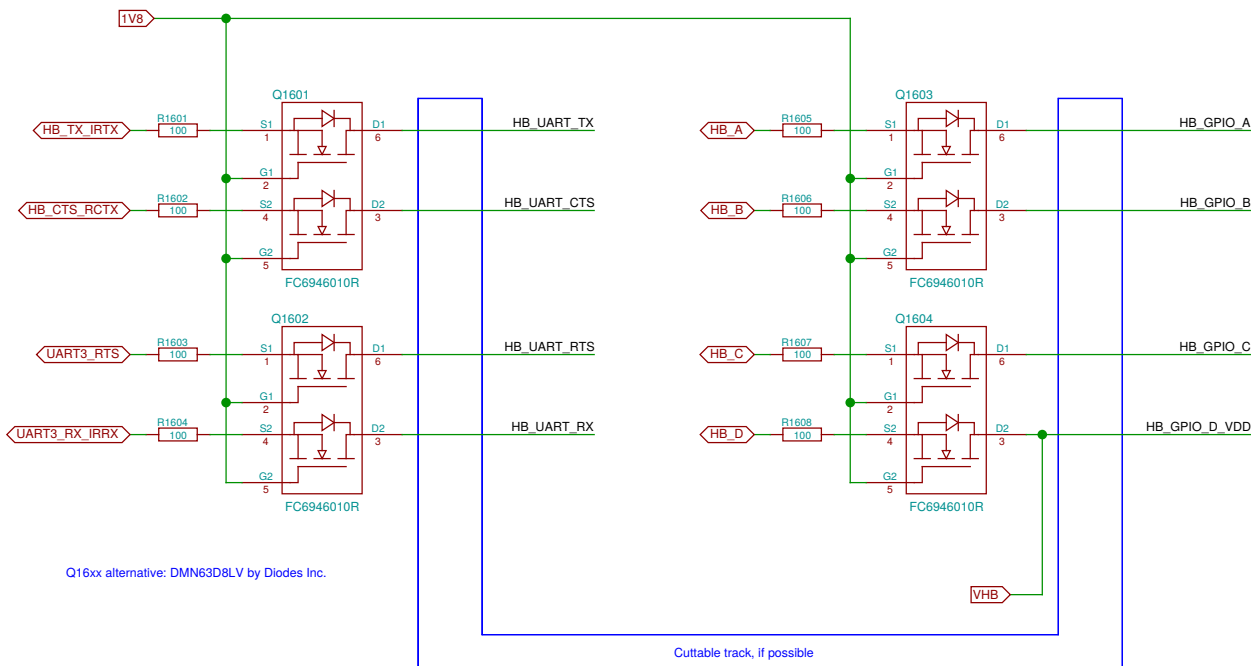 1V8
Q1601
HB_TX_IRTX
R1601
100
S1
1
D1
6
HB_UART_TX
G1
2
HB_CTS_RCTX
R1602
100
S2
4
D2
3
HB_UART_CTS
G2
5
FC6946010R
Q1602
UART3_RTS
R1603
100
S1
1
D1
6
HB_UART_RTS
G1
2
UART3_RX_IRRX
R1604
100
S2
4
D2
3
HB_UART_RX
G2
5
FC6946010R
Q16xx alternative: DMN63D8LV by Diodes Inc.
Q1603
HB_A
R1605
100
S1
1
D1
6
HB_GPIO_A
G1
2
HB_B
R1606
100
S2
4
D2
3
HB_GPIO_B
G2
5
FC6946010R
Q1604
HB_C
R1607
100
S1
1
D1
6
HB_GPIO_C
G1
2
HB_D
R1608
100
S2
4
D2
3
HB_GPIO_D_VDD
G2
5
FC6946010R
VHB
Cuttable track, if possible